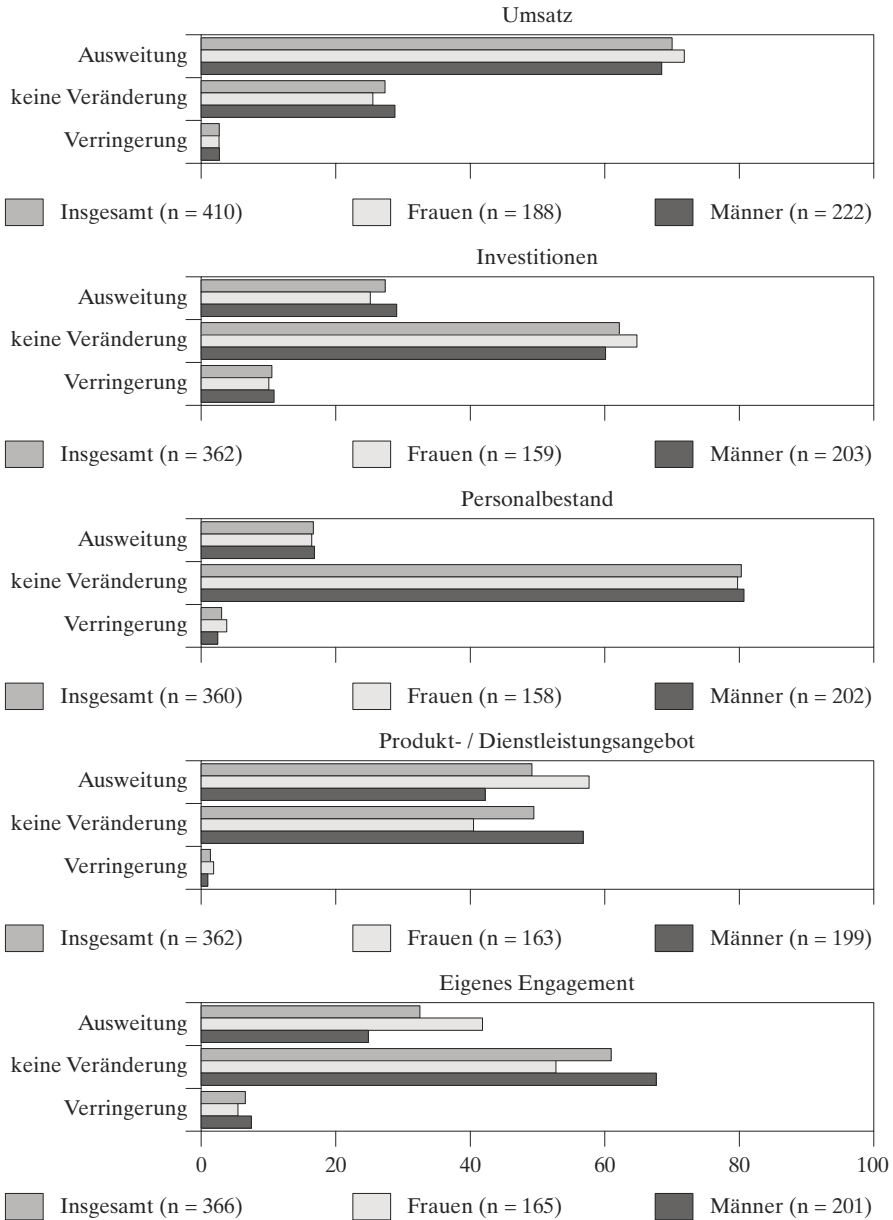 Umsatz
Ausweitung
keine Veränderung
Verringerung
Insgesamt (n = 410) Frauen (n = 188) Männer (n = 222)
Investitionen
Ausweitung
keine Veränderung
Verringerung
Insgesamt (n = 362) Frauen (n = 159) Männer (n = 203)
Personalbestand
Ausweitung
keine Veränderung
Verringerung
Insgesamt (n = 360) Frauen (n = 158) Männer (n = 202)
Produkt- / Dienstleistungsangebot
Ausweitung
keine Veränderung
Verringerung
Insgesamt (n = 362) Frauen (n = 163) Männer (n = 199)
Eigenes Engagement
Ausweitung
keine Veränderung
Verringerung
0 20 40 60 80 100
Insgesamt (n = 366) Frauen (n = 165) Männer (n = 201)